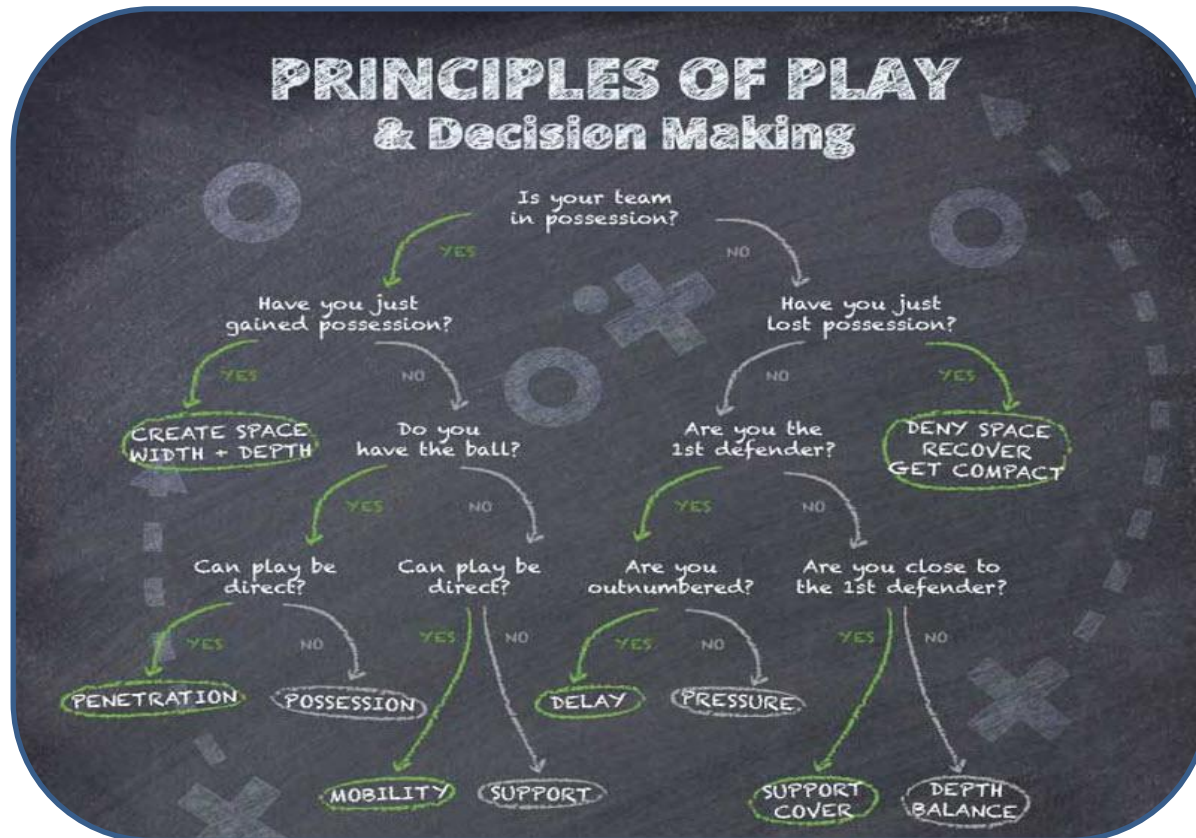 PRINCIPLES OF PLAY
& Decision Making
Is your team
in possession?
YES
NO
Have you just
gained possession?
Have you just
lost possession?
YES
NO
NO
YES
CREATE SPACE
WIDTH + DEPTH
Do you
have the ball?
Are you the
1st defender?
DENY SPACE
RECOVER
GET COMPACT
YES
NO
YES
NO
Can play be
direct?
Can play be
direct?
Are you
outnumbered?
Are you close to
the 1st defender?
YES
NO
YES
NO
YES
NO
YES
NO
PENETRATION
POSSESSION
DELAY
PRESSURE
MOBILITY
SUPPORT
SUPPORT
COVER
DEPTH
BALANCE